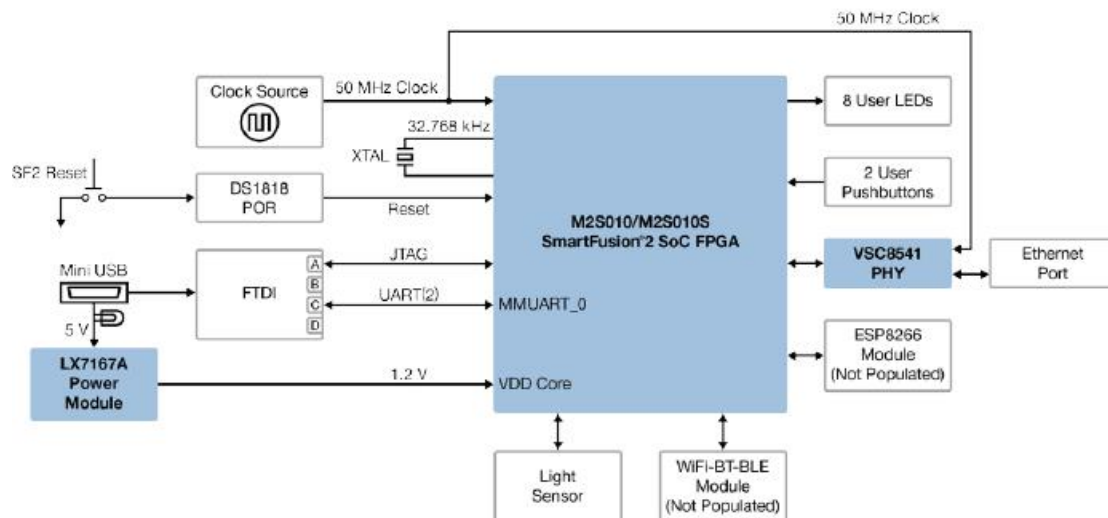 50 MHz Clock
Clock Source
50 MHz Clock
8 User LEDs
32.768 kHz
XTAL
SF2 Reset
DS1818
POR
Reset
2 User
Pushbuttons
M2S010/M2S010S
SmartFusion®2 SoC FPGA
JTAG
VSC8541
PHY
Ethernet
Port
Mini USB
FTDI
A
B
C
D
UART(2)
MMUART_0
5 V
ESP8266
Module
(Not Populated)
LX7167A
Power
Module
1.2 V
VDD Core
Light
Sensor
WiFi-BT-BLE
Module
(Not Populated)